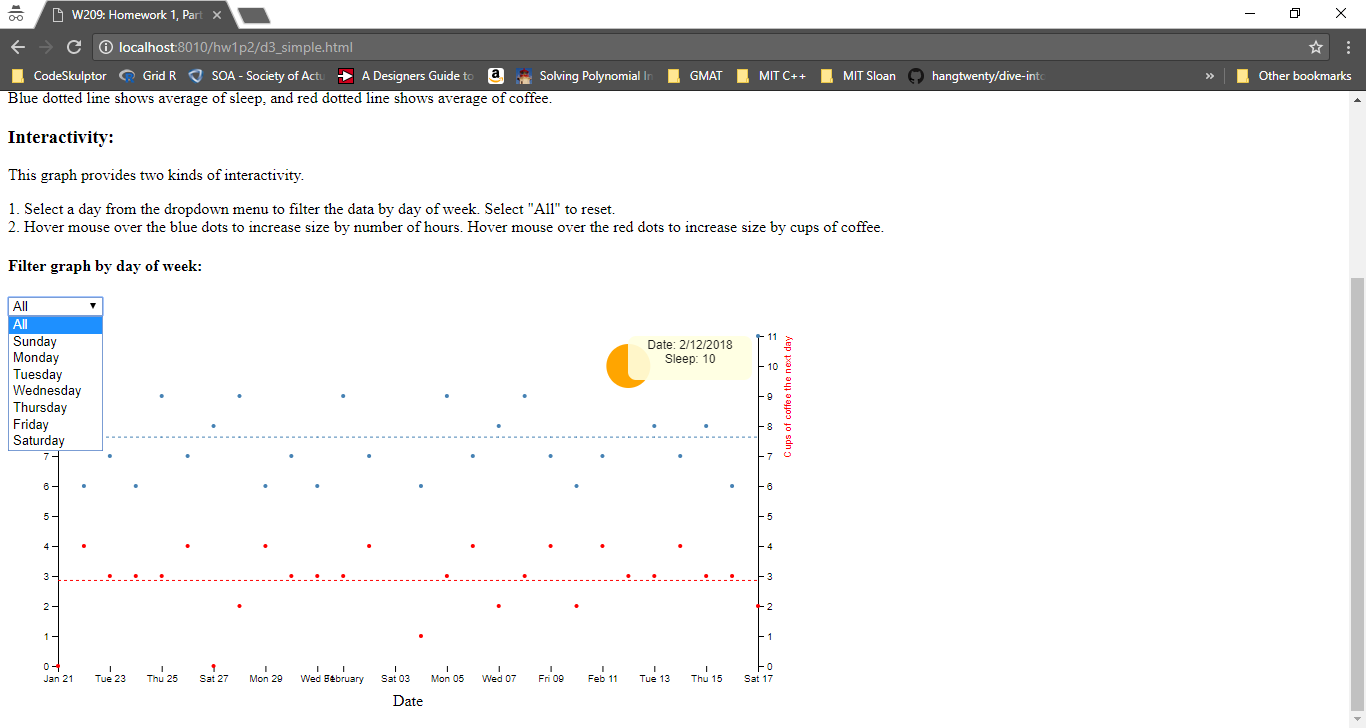 W209: Homework 1, Part
localhost:8010/hw1p2/d3_simple.html
CodeSkulptor Grid R SOA - Society of Actu A Designers Guide to Solving Polynomial In GMAT MIT C++ MIT Sloan hangtwenty/dive-into » Other bookmarks
Blue dotted line shows average of sleep, and red dotted line shows average of coffee.
Interactivity:
This graph provides two kinds of interactivity.
1. Select a day from the dropdown menu to filter the data by day of week. Select "All" to reset.
2. Hover mouse over the blue dots to increase size by number of hours. Hover mouse over the red dots to increase size by cups of coffee.
Filter graph by day of week:
All
All
Sunday
Monday
Tuesday
Wednesday
Thursday
Friday
Saturday
Date: 2/12/2018
Sleep: 10
7
6
5
4
3
2
1
0
11
10
9
8
7
6
5
4
3
2
1
0
Cups of coffee the next day
Jan 21 Tue 23 Thu 25 Sat 27 Mon 29 Wed 31 February Sat 03 Mon 05 Wed 07 Fri 09 Feb 11 Tue 13 Thu 15 Sat 17
Date